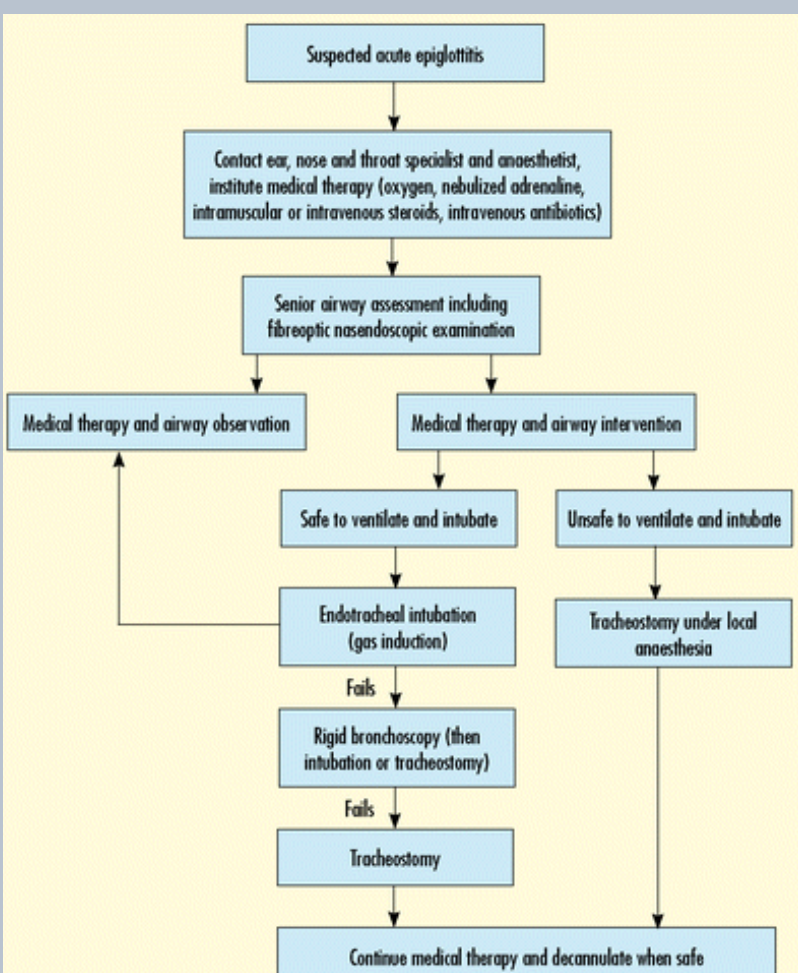 Suspected acute epiglottitis
Contact ear, nose and throat specialist and anaesthetist,
institute medical therapy (oxygen, nebulized adrenaline,
intramuscular or intravenous steroids, intravenous antibiotics)
Senior airway assessment including
fibreoptic nasendoscopic examination
Medical therapy and airway observation
Medical therapy and airway intervention
Safe to ventilate and intubate
Unsafe to ventilate and intubate
Endotracheal intubation
(gas induction)
Tracheostomy under local
anaesthesia
Fails
Rigid bronchoscopy (then
intubation or tracheostomy)
Fails
Tracheostomy
Continue medical therapy and decannulate when safe